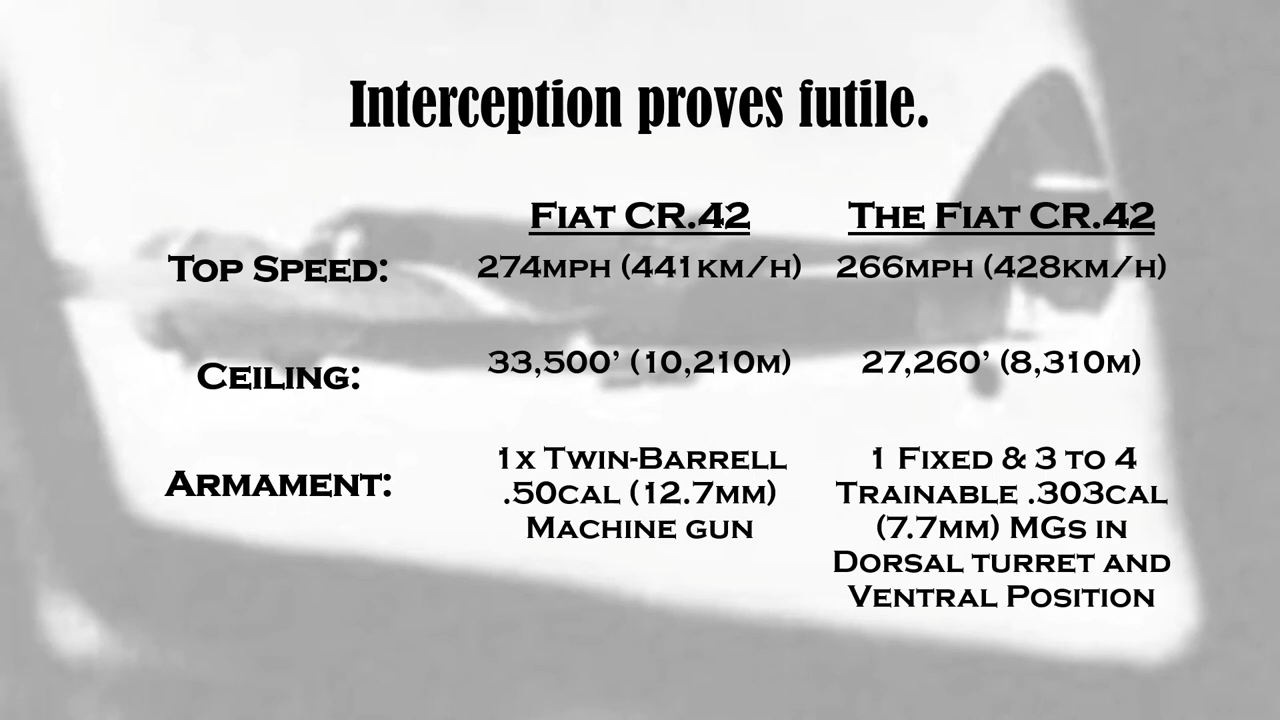 Interception proves futile.
Fiat CR.42 The Fiat CR.42
Top Speed: 274mph (441km/h) 266mph (428km/h)
Ceiling: 33,500' (10,210m) 27,260' (8,310m)
Armament: 1x Twin-Barrell 1 Fixed & 3 to 4
.50cal (12.7mm) Trainable .303cal
Machine gun (7.7mm) MGs in
Dorsal turret and
Ventral Position